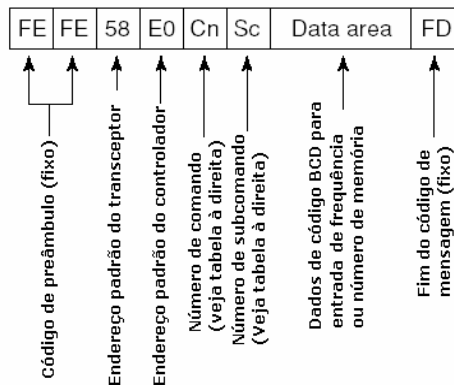 FE FE 58 E0 Cn Sc Data area FD
Código de preâmbulo (fixo)
Endereço padrão do transceptor
Endereço padrão do controlador
Número de comando
(veja tabela à direita)
Número de subcomando
(Veja tabela à direita)
Dados de código BCD para
entrada de frequência
ou número de memória
Fim do código de
mensagem (fixo)